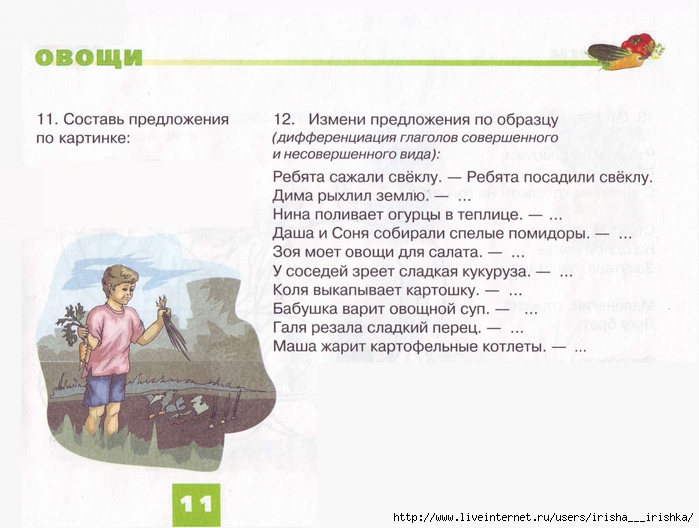 ОВОЩИ
11. Составь предложения
по картинке:
12. Измени предложения по образцу
(дифференциация глаголов совершенного
и несовершенного вида):
Ребята сажали свёклу. — Ребята посадили свёклу.
Дима рыхлил землю. — ...
Нина поливает огурцы в теплице. — ...
Даша и Соня собирали спелые помидоры. — ...
Зоя моет овощи для салата. — ...
У соседей зреет сладкая кукуруза. — ...
Коля выкапывает картошку. — ...
Бабушка варит овощной суп. — ...
Галя резала сладкий перец. — ...
Маша жарит картофельные котлеты. — ...
11
http://www.liveinternet.ru/users/irisha___irishka/